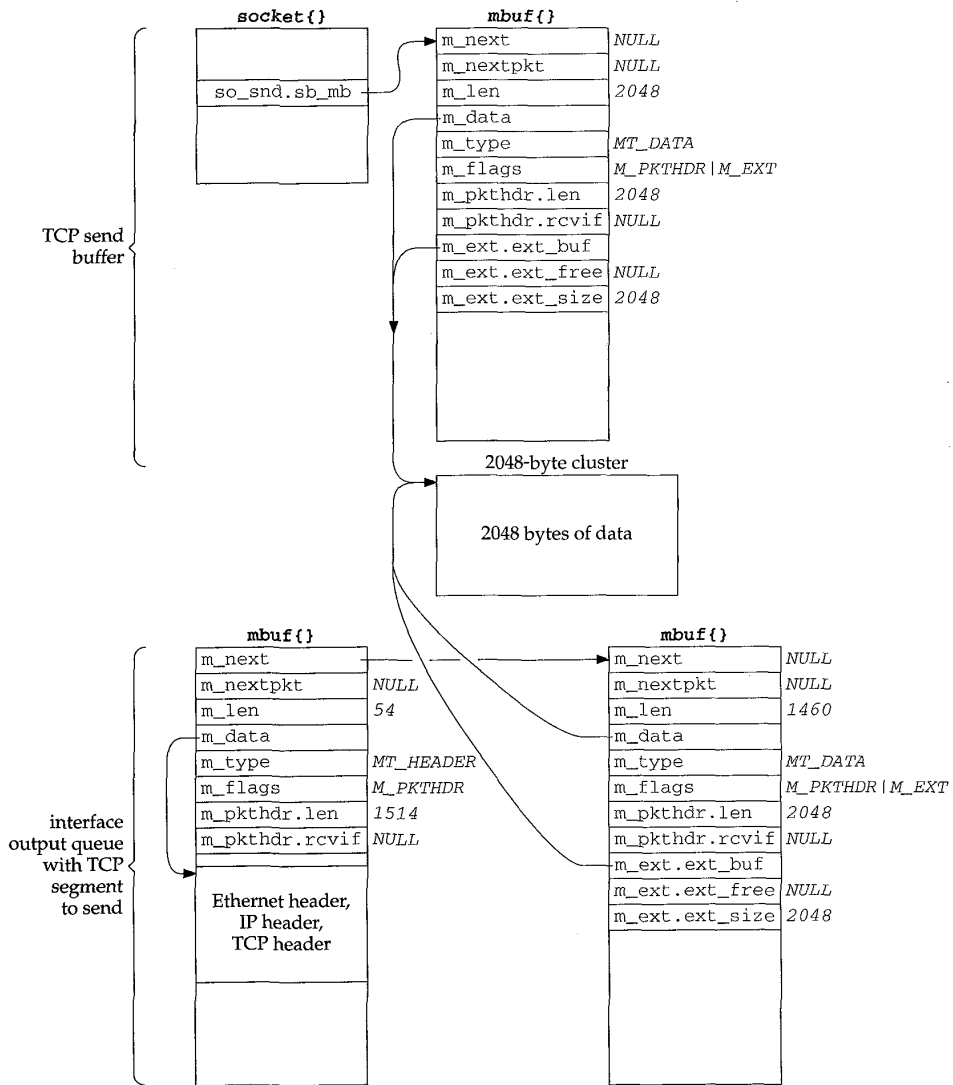 socket{}
so_snd.sb_mb
mbuf{}
m_next NULL
m_nextpkt NULL
m_len 2048
m_data
m_type MT_DATA
m_flags M_PKTHDR|M_EXT
m_pkthdr.len 2048
m_pkthdr.rcvif NULL
m_ext.ext_buf
m_ext.ext_free NULL
m_ext.ext_size 2048
TCP send
buffer
2048-byte cluster
2048 bytes of data
mbuf{}
m_next
m_nextpkt NULL
m_len 54
m_data
m_type MT_HEADER
m_flags M_PKTHDR
m_pkthdr.len 1514
m_pkthdr.rcvif NULL
Ethernet header,
IP header,
TCP header
interface
output queue
with TCP
segment
to send
mbuf{}
m_next NULL
m_nextpkt NULL
m_len 1460
m_data
m_type MT_DATA
m_flags M_PKTHDR|M_EXT
m_pkthdr.len 2048
m_pkthdr.rcvif NULL
m_ext.ext_buf
m_ext.ext_free NULL
m_ext.ext_size 2048